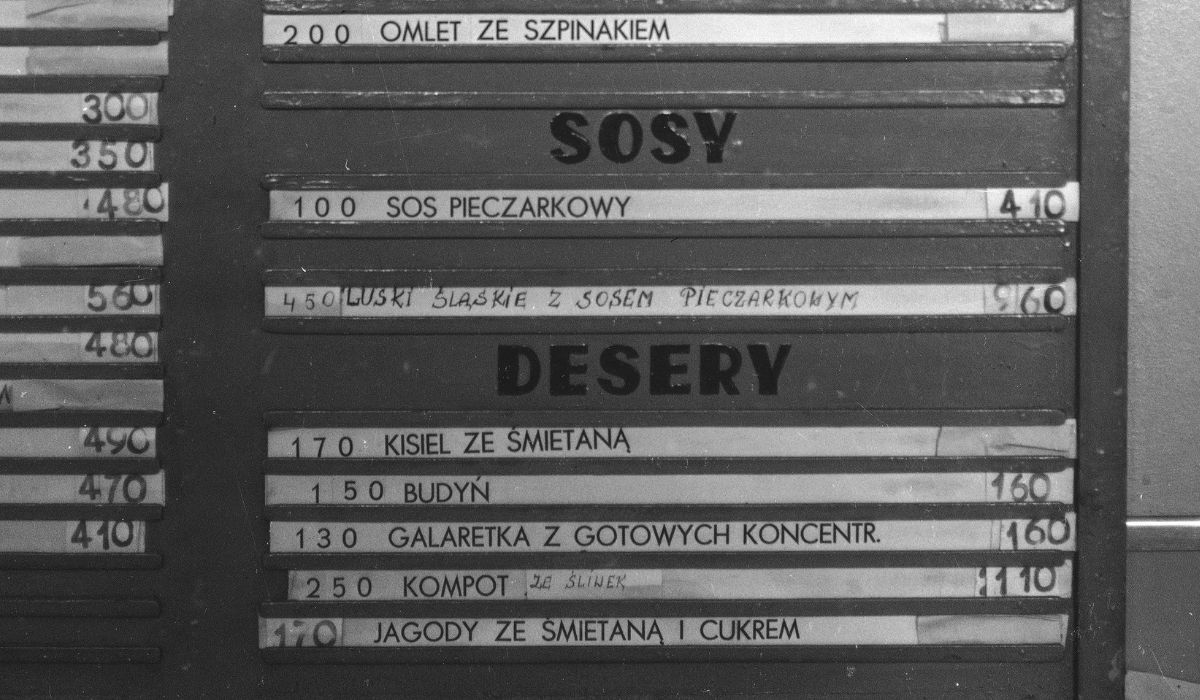 300
350
480
560
480
490
470
410
200 OMLET ZE SZPINAKIEM
SOSY
100 SOS PIECZARKOWY 410
450 LUSKI ŚLĄSKIE Z SOSEM PIECZARKOWYM 960
DESERY
170 KISIEL ZE ŚMIETANĄ
150 BUDYŃ 160
130 GALARETKA Z GOTOWYCH KONCENTR. 160
250 KOMPOT ZE ŚLIWEK 110
170 JAGODY ZE ŚMIETANĄ I CUKREM